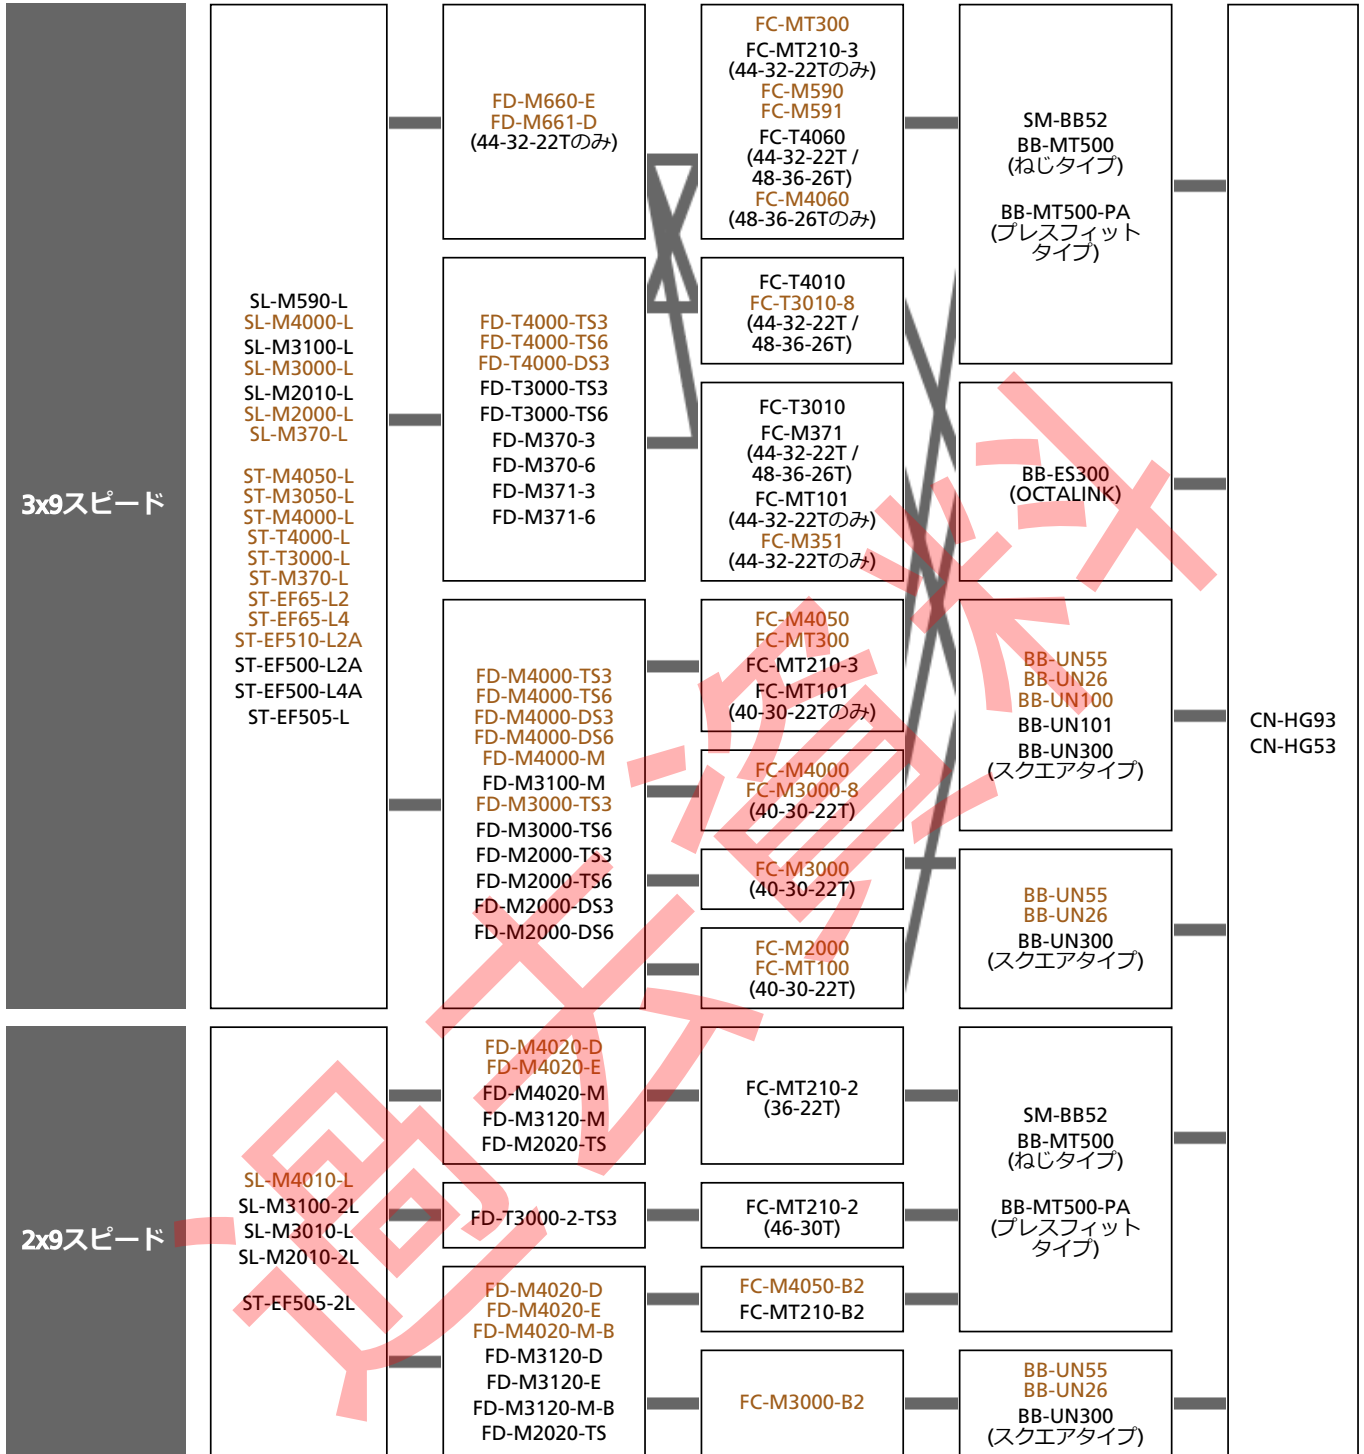 3x9スピード
SL-M590-L
SL-M4000-L
SL-M3100-L
SL-M3000-L
SL-M2010-L
SL-M2000-L
SL-M370-L
ST-M4050-L
ST-M3050-L
ST-M4000-L
ST-T4000-L
ST-T3000-L
ST-M370-L
ST-EF65-L2
ST-EF65-L4
ST-EF510-L2A
ST-EF500-L2A
ST-EF500-L4A
ST-EF505-L
FD-M660-E
FD-M661-D
(44-32-22Tのみ)
FD-T4000-TS3
FD-T4000-TS6
FD-T4000-DS3
FD-T3000-TS3
FD-T3000-TS6
FD-M370-3
FD-M370-6
FD-M371-3
FD-M371-6
FD-M4000-TS3
FD-M4000-TS6
FD-M4000-DS3
FD-M4000-DS6
FD-M4000-M
FD-M3100-M
FD-M3000-TS3
FD-M3000-TS6
FD-M2000-TS3
FD-M2000-TS6
FD-M2000-DS3
FD-M2000-DS6
FC-MT300
FC-MT210-3
(44-32-22Tのみ)
FC-M590
FC-M591
FC-T4060
(44-32-22T /
48-36-26T)
FC-M4060
(48-36-26Tのみ)
FC-T4010
FC-T3010-8
(44-32-22T /
48-36-26T)
FC-T3010
FC-M371
(44-32-22T /
48-36-26T)
FC-MT101
(44-32-22Tのみ)
FC-M351
(44-32-22Tのみ)
FC-M4050
FC-MT300
FC-MT210-3
FC-MT101
(40-30-22Tのみ)
FC-M4000
FC-M3000-8
(40-30-22T)
FC-M3000
(40-30-22T)
FC-M2000
FC-MT100
(40-30-22T)
SM-BB52
BB-MT500
(ねじタイプ)
BB-MT500-PA
(プレスフィット
タイプ)
BB-ES300
(OCTALINK)
BB-UN55
BB-UN26
BB-UN100
BB-UN101
BB-UN300
(スクエアタイプ)
BB-UN55
BB-UN26
BB-UN300
(スクエアタイプ)
CN-HG93
CN-HG53
2x9スピード
SL-M4010-L
SL-M3100-2L
SL-M3010-L
SL-M2010-2L
ST-EF505-2L
FD-M4020-D
FD-M4020-E
FD-M4020-M
FD-M3120-M
FD-M2020-TS
FD-T3000-2-TS3
FD-M4020-D
FD-M4020-E
FD-M4020-M-B
FD-M3120-D
FD-M3120-E
FD-M3120-M-B
FD-M2020-TS
FC-MT210-2
(36-22T)
FC-MT210-2
(46-30T)
FC-M4050-B2
FC-MT210-B2
FC-M3000-B2
SM-BB52
BB-MT500
(ねじタイプ)
BB-MT500-PA
(プレスフィット
タイプ)
BB-UN55
BB-UN26
BB-UN300
(スクエアタイプ)
過去資料